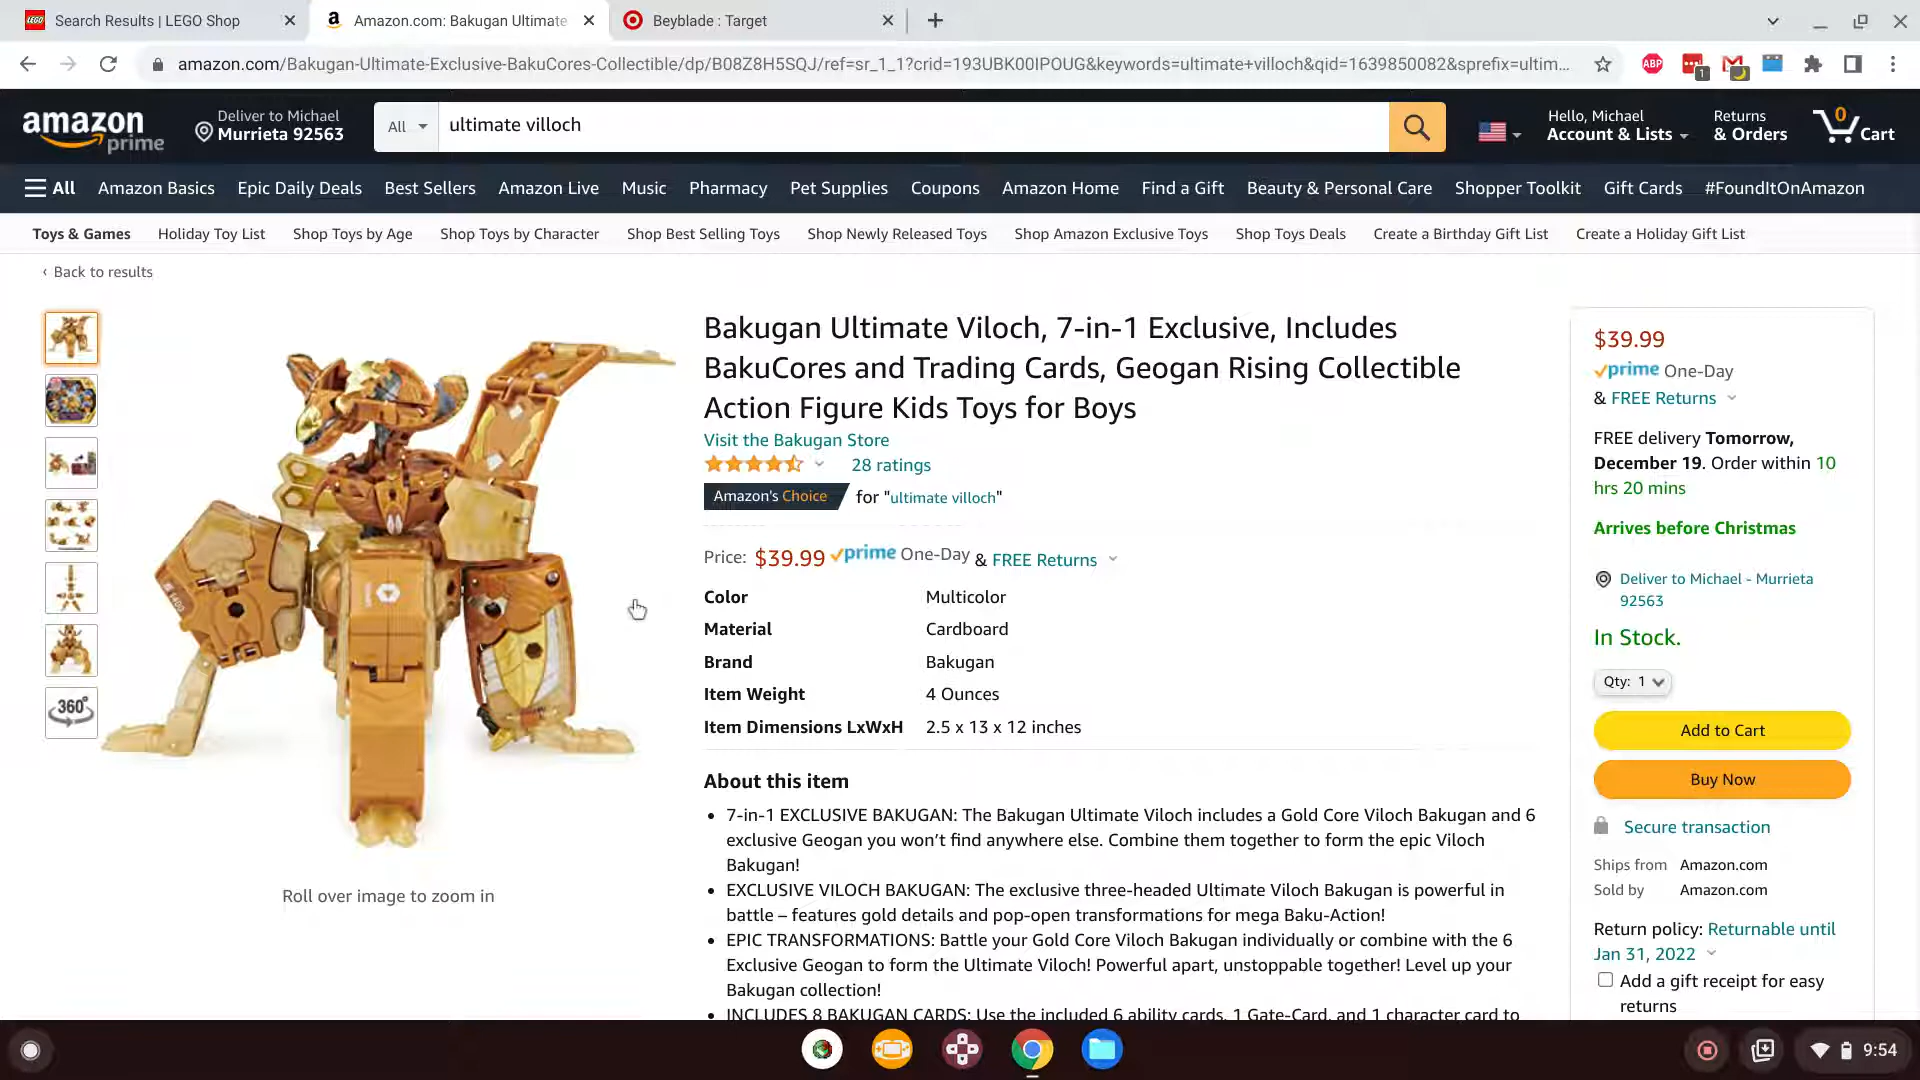 Search Results | LEGO Shop
Amazon.com: Bakugan Ultimate
Beyblade : Target
amazon.com/Bakugan-Ultimate-Exclusive-BakuCores-Collectible/dp/B08Z8H5SQJ/ref=sr_1_1?crid=193UBK00IPOUG&keywords=ultimate+villoch&qid=1639850082&sprefix=ultim...
ABP
1
amazon prime
Deliver to Michael
Murrieta 92563
All
ultimate villoch
Hello, Michael
Account & Lists
Returns
& Orders
0
Cart
All Amazon Basics Epic Daily Deals Best Sellers Amazon Live Music Pharmacy Pet Supplies Coupons Amazon Home Find a Gift Beauty & Personal Care Shopper Toolkit Gift Cards #FoundItOnAmazon
Toys & Games Holiday Toy List Shop Toys by Age Shop Toys by Character Shop Best Selling Toys Shop Newly Released Toys Shop Amazon Exclusive Toys Shop Toys Deals Create a Birthday Gift List Create a Holiday Gift List
‹ Back to results
360°
Roll over image to zoom in
Bakugan Ultimate Viloch, 7-in-1 Exclusive, Includes
BakuCores and Trading Cards, Geogan Rising Collectible
Action Figure Kids Toys for Boys
Visit the Bakugan Store
28 ratings
Amazon's Choice for "ultimate villoch"
Price: $39.99 prime One-Day & FREE Returns
Color Multicolor
Material Cardboard
Brand Bakugan
Item Weight 4 Ounces
Item Dimensions LxWxH 2.5 x 13 x 12 inches
About this item
• 7-in-1 EXCLUSIVE BAKUGAN: The Bakugan Ultimate Viloch includes a Gold Core Viloch Bakugan and 6
exclusive Geogan you won't find anywhere else. Combine them together to form the epic Viloch
Bakugan!
• EXCLUSIVE VILOCH BAKUGAN: The exclusive three-headed Ultimate Viloch Bakugan is powerful in
battle – features gold details and pop-open transformations for mega Baku-Action!
• EPIC TRANSFORMATIONS: Battle your Gold Core Viloch Bakugan individually or combine with the 6
Exclusive Geogan to form the Ultimate Viloch! Powerful apart, unstoppable together! Level up your
Bakugan collection!
• INCLUDES 8 BAKUGAN CARDS: Use the included 6 ability cards, 1 Gate-Card, and 1 character card to
$39.99
prime One-Day
& FREE Returns
FREE delivery Tomorrow,
December 19. Order within 10
hrs 20 mins
Arrives before Christmas
Deliver to Michael - Murrieta
92563
In Stock.
Qty: 1
Add to Cart
Buy Now
Secure transaction
Ships from Amazon.com
Sold by Amazon.com
Return policy: Returnable until
Jan 31, 2022
Add a gift receipt for easy
returns
9:54